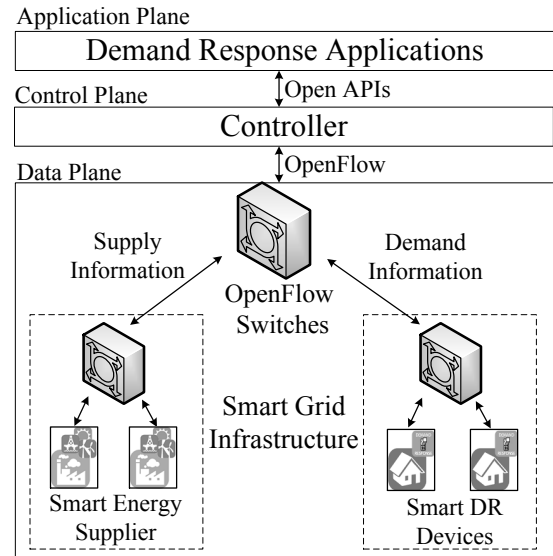 Application Plane
Demand Response Applications
Open APIs
Control Plane
Controller
OpenFlow
Data Plane
Supply
Information
Demand
Information
OpenFlow
Switches
Smart Grid
Infrastructure
Smart Energy
Supplier
Smart DR
Devices